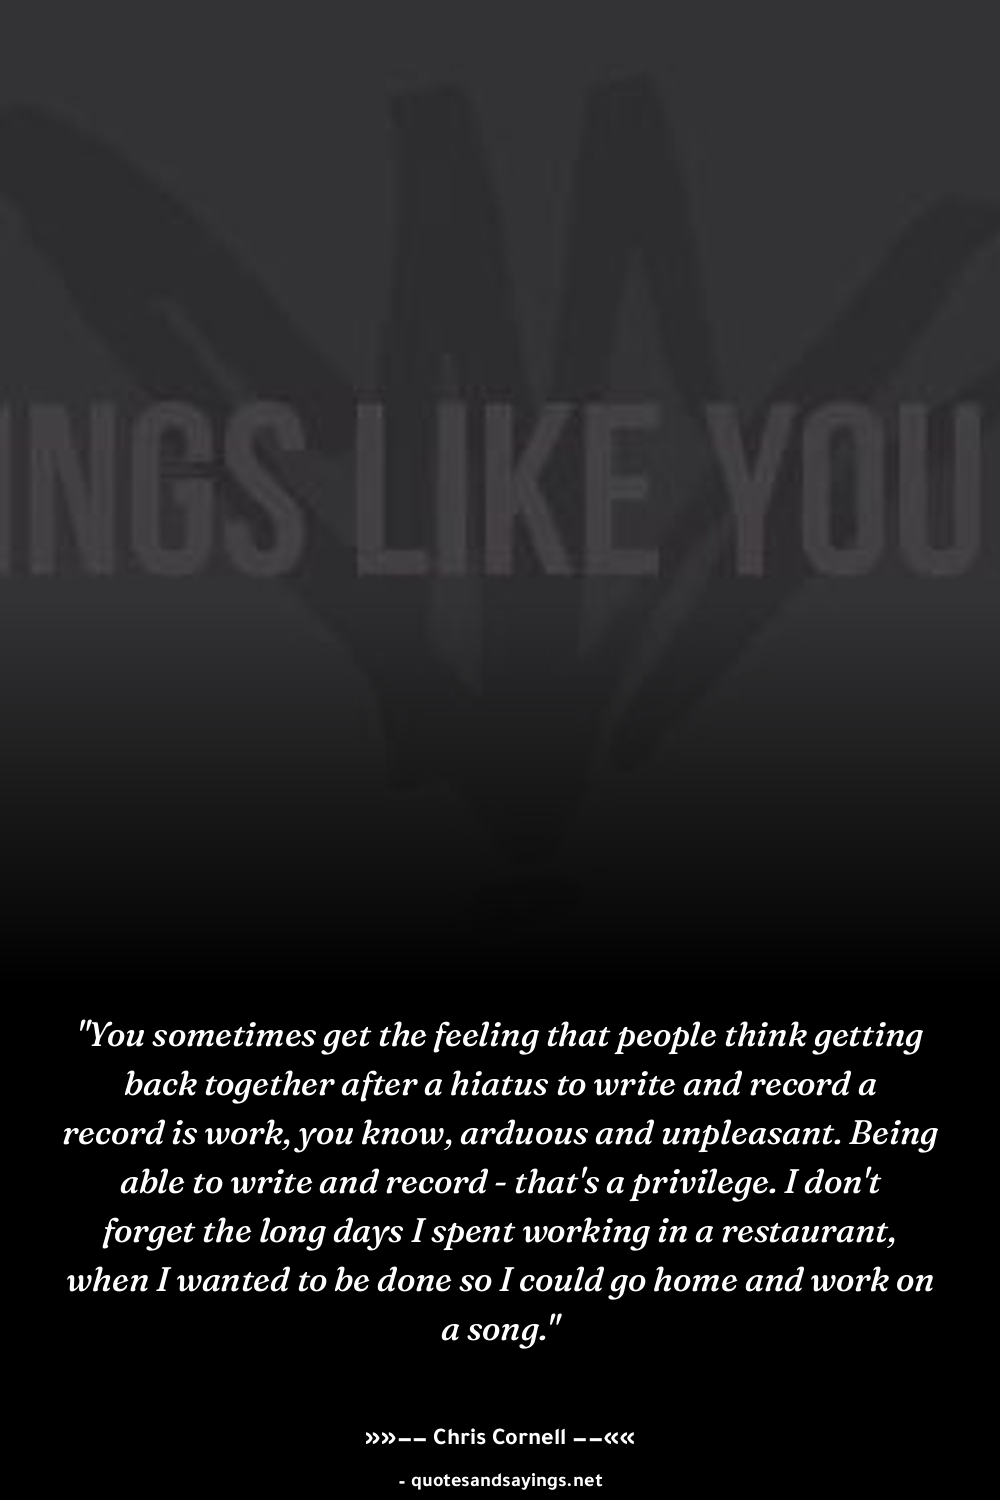 INGS LIKE YOU
"You sometimes get the feeling that people think getting
back together after a hiatus to write and record a
record is work, you know, arduous and unpleasant. Being
able to write and record - that's a privilege. I don't
forget the long days I spent working in a restaurant,
when I wanted to be done so I could go home and work on
a song."
»»–– Chris Cornell ––««
- quotesandsayings.net